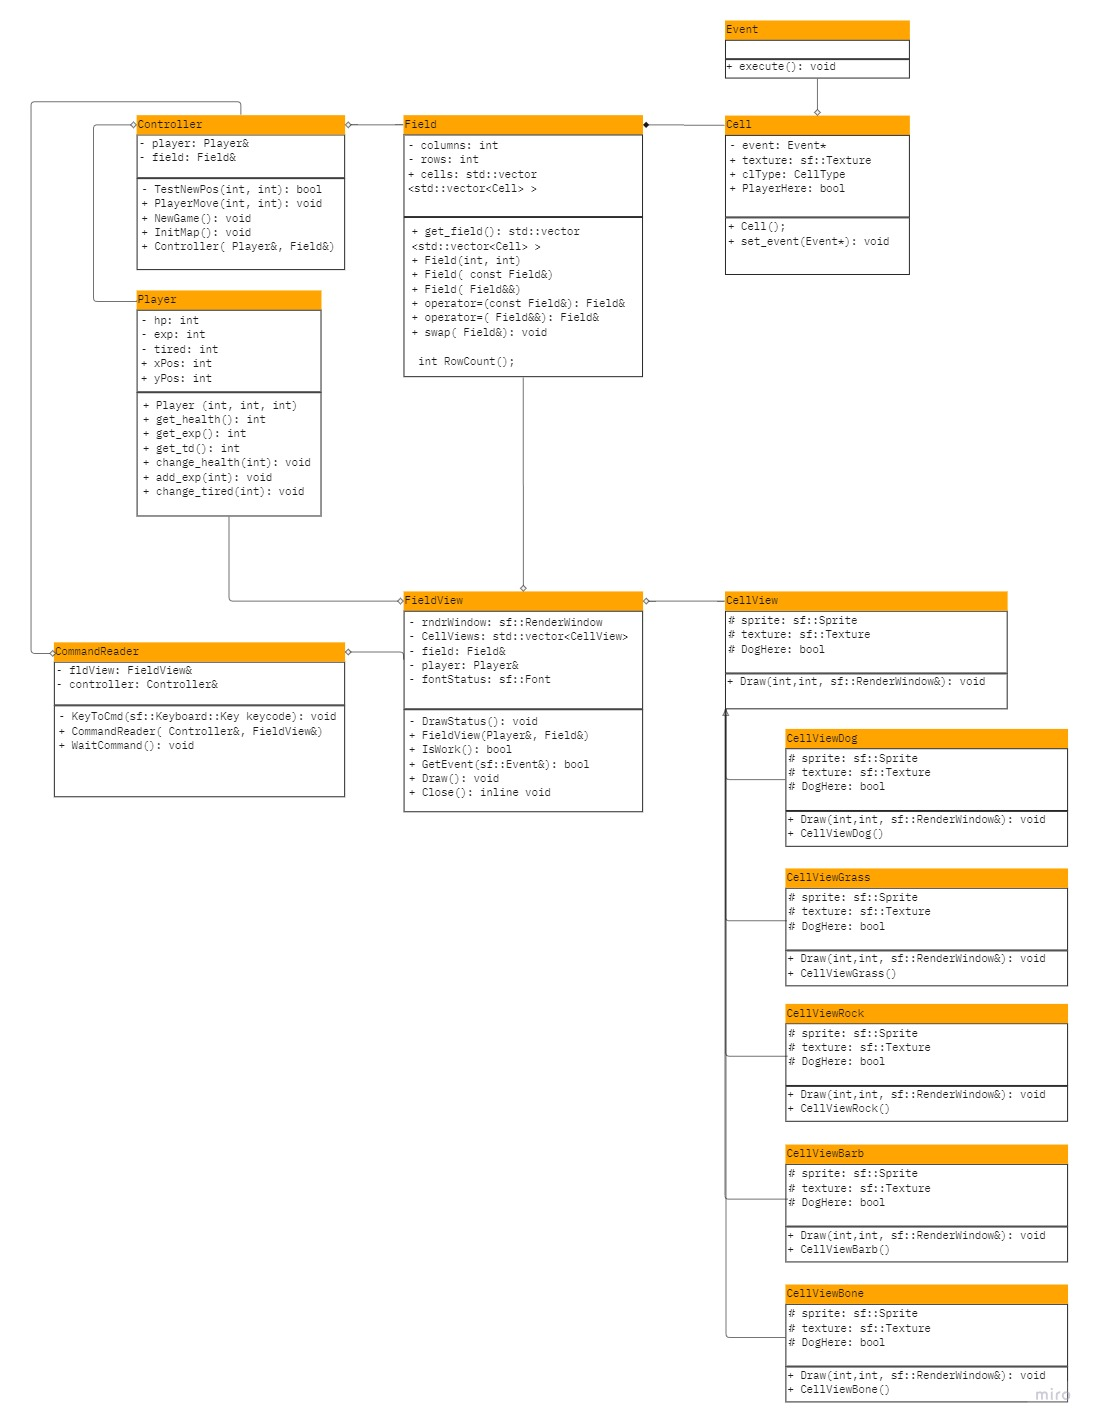 Event
+ execute(): void
Controller
- player: Player&
- field: Field&
- TestNewPos(int, int): bool
+ PlayerMove(int, int): void
+ NewGame(): void
+ InitMap(): void
+ Controller( Player&, Field&)
Field
- columns: int
- rows: int
+ cells: std::vector
<std::vector<Cell> >
+ get_field(): std::vector
<std::vector<Cell> >
+ Field(int, int)
+ Field( const Field&)
+ Field( Field&&)
+ operator=(const Field&): Field&
+ operator=( Field&&): Field&
+ swap( Field&): void
int RowCount();
Cell
- event: Event*
+ texture: sf::Texture
+ clType: CellType
+ PlayerHere: bool
+ Cell();
+ set_event(Event*): void
Player
- hp: int
- exp: int
- tired: int
+ xPos: int
+ yPos: int
+ Player (int, int, int)
+ get_health(): int
+ get_exp(): int
+ get_td(): int
+ change_health(int): void
+ add_exp(int): void
+ change_tired(int): void
FieldView
- rndrWindow: sf::RenderWindow
- CellViews: std::vector<CellView>
- field: Field&
- player: Player&
- fontStatus: sf::Font
- DrawStatus(): void
+ FieldView(Player&, Field&)
+ IsWork(): bool
+ GetEvent(sf::Event&): bool
+ Draw(): void
+ Close(): inline void
CellView
# sprite: sf::Sprite
# texture: sf::Texture
# DogHere: bool
+ Draw(int,int, sf::RenderWindow&): void
CommandReader
- fldView: FieldView&
- controller: Controller&
- KeyToCmd(sf::Keyboard::Key keycode): void
+ CommandReader( Controller&, FieldView&)
+ WaitCommand(): void
CellViewDog
# sprite: sf::Sprite
# texture: sf::Texture
# DogHere: bool
+ Draw(int,int, sf::RenderWindow&): void
+ CellViewDog()
CellViewGrass
# sprite: sf::Sprite
# texture: sf::Texture
# DogHere: bool
+ Draw(int,int, sf::RenderWindow&): void
+ CellViewGrass()
CellViewRock
# sprite: sf::Sprite
# texture: sf::Texture
# DogHere: bool
+ Draw(int,int, sf::RenderWindow&): void
+ CellViewRock()
CellViewBarb
# sprite: sf::Sprite
# texture: sf::Texture
# DogHere: bool
+ Draw(int,int, sf::RenderWindow&): void
+ CellViewBarb()
CellViewBone
# sprite: sf::Sprite
# texture: sf::Texture
# DogHere: bool
+ Draw(int,int, sf::RenderWindow&): void
+ CellViewBone()
miro